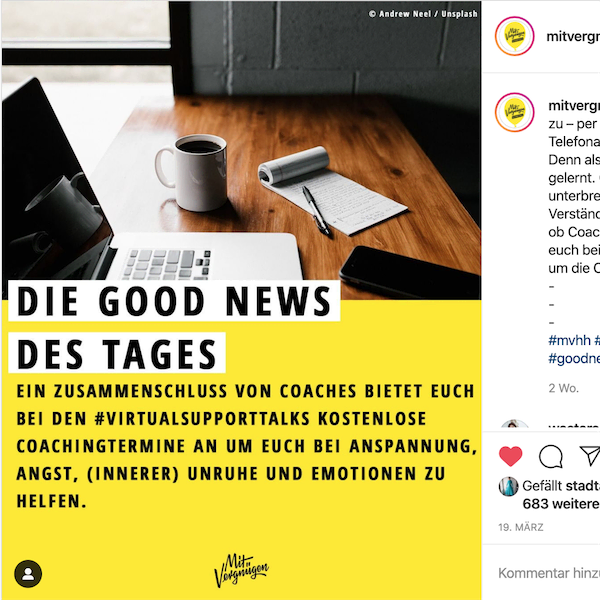 © Andrew Neel / Unsplash
DIE GOOD NEWS
DES TAGES
EIN ZUSAMMENSCHLUSS VON COACHES BIETET EUCH
BEI DEN #VIRTUALSUPPORTTALKS KOSTENLOSE
COACHINGTERMINE AN UM EUCH BEI ANSPANNUNG,
ANGST, (INNERER) UNRUHE UND EMOTIONEN ZU
HELFEN.
Mit
Vergnügen
mitvergn
mitvergn
zu – per
Telefona
Denn als
gelernt.
unterbre
Verständ
ob Coac
euch bei
um die C
-
-
-
#mvhh #
#goodne
2 Wo.
Gefällt stadt
683 weitere
19. MÄRZ
Kommentar hinz